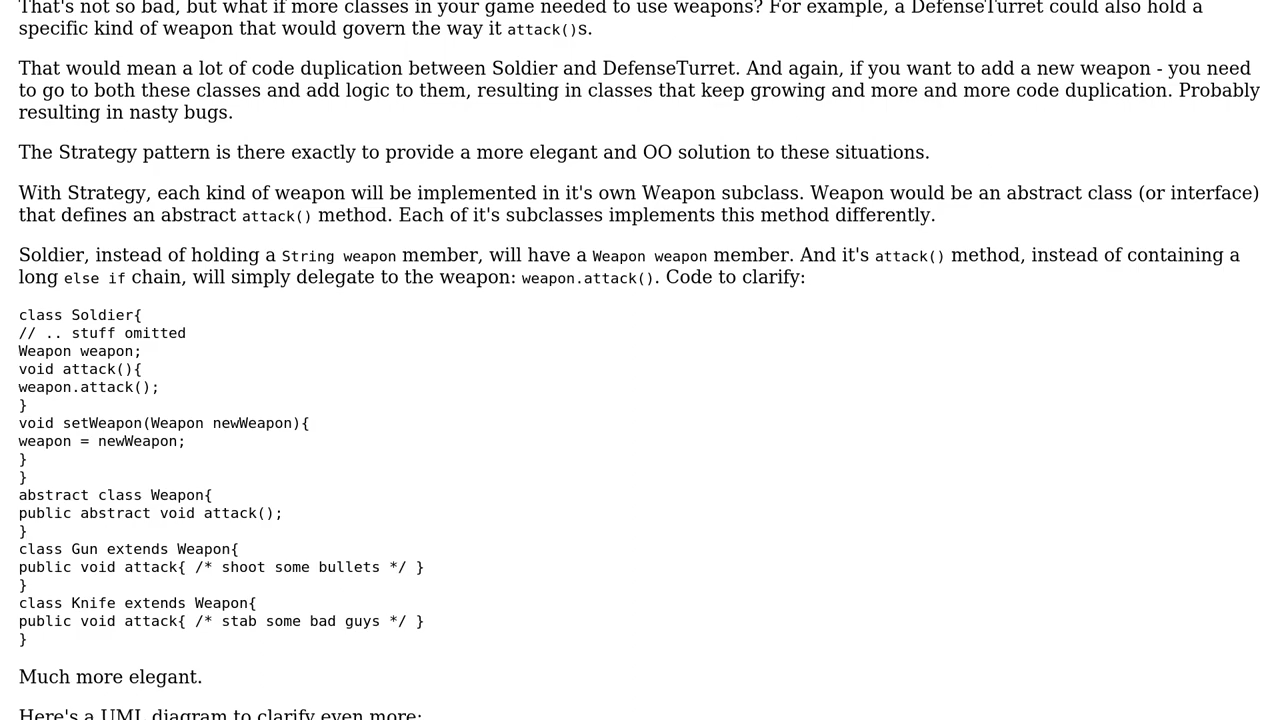 That's not so bad, but what if more classes in your game needed to use weapons? For example, a DefenseTurret could also hold a
specific kind of weapon that would govern the way it attack()s.
That would mean a lot of code duplication between Soldier and DefenseTurret. And again, if you want to add a new weapon - you need
to go to both these classes and add logic to them, resulting in classes that keep growing and more and more code duplication. Probably
resulting in nasty bugs.
The Strategy pattern is there exactly to provide a more elegant and OO solution to these situations.
With Strategy, each kind of weapon will be implemented in it's own Weapon subclass. Weapon would be an abstract class (or interface)
that defines an abstract attack() method. Each of it's subclasses implements this method differently.
Soldier, instead of holding a String weapon member, will have a Weapon weapon member. And it's attack() method, instead of containing a
long else if chain, will simply delegate to the weapon: weapon.attack(). Code to clarify:
class Soldier{
// .. stuff omitted
Weapon weapon;
void attack(){
weapon.attack();
}
void setWeapon(Weapon newWeapon){
weapon = newWeapon;
}
}
abstract class Weapon{
public abstract void attack();
}
class Gun extends Weapon{
public void attack{ /* shoot some bullets */ }
}
class Knife extends Weapon{
public void attack{ /* stab some bad guys */ }
}
Much more elegant.
Here's a UML diagram to clarify even more: